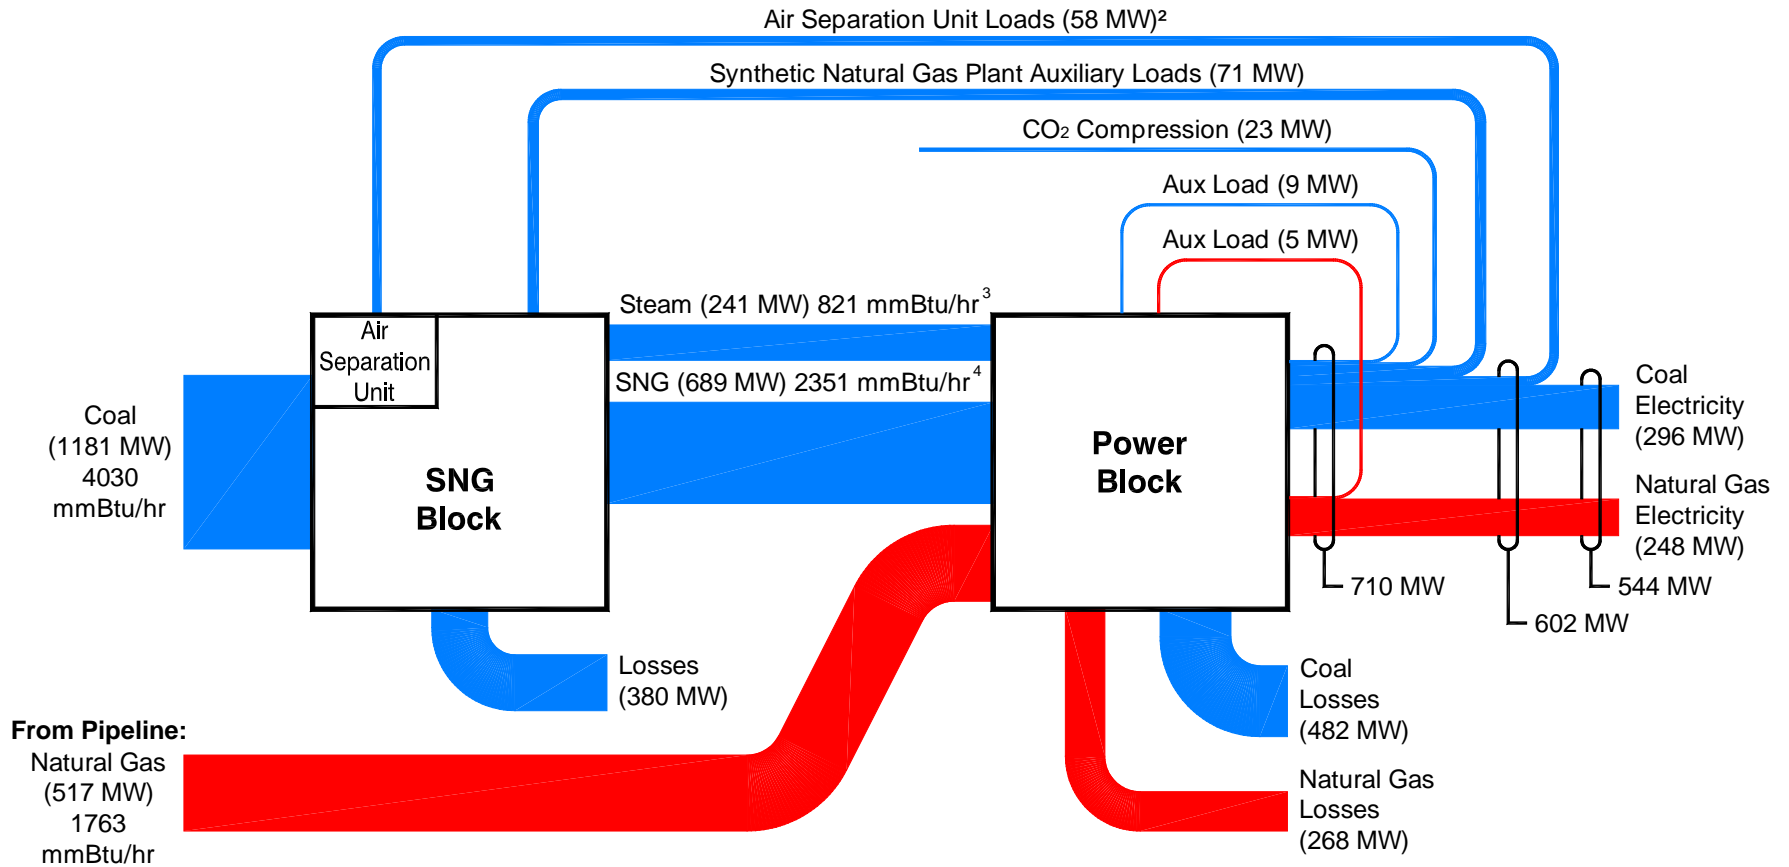 Air Separation Unit Loads (58 MW)²
Synthetic Natural Gas Plant Auxiliary Loads (71 MW)
CO₂ Compression (23 MW)
Aux Load (9 MW)
Aux Load (5 MW)
Steam (241 MW) 821 mmBtu/hr³
SNG (689 MW) 2351 mmBtu/hr⁴
Air
Separation
Unit
Coal
(1181 MW)
4030
mmBtu/hr
SNG
Block
Power
Block
Coal
Electricity
(296 MW)
Natural Gas
Electricity
(248 MW)
710 MW
544 MW
602 MW
Losses
(380 MW)
Coal
Losses
(482 MW)
From Pipeline:
Natural Gas
(517 MW)
1763
mmBtu/hr
Natural Gas
Losses
(268 MW)